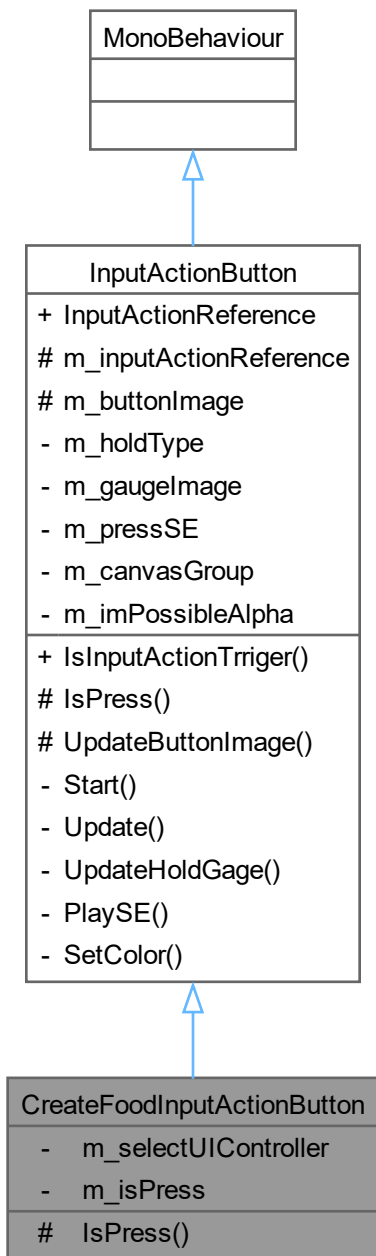 MonoBehaviour
InputActionButton
+ InputActionReference
# m_inputActionReference
# m_buttonImage
- m_holdType
- m_gaugeImage
- m_pressSE
- m_canvasGroup
- m_imPossibleAlpha
+ IsInputActionTrriger()
# IsPress()
# UpdateButtonImage()
- Start()
- Update()
- UpdateHoldGage()
- PlaySE()
- SetColor()
CreateFoodInputActionButton
- m_selectUIController
- m_isPress
# IsPress()